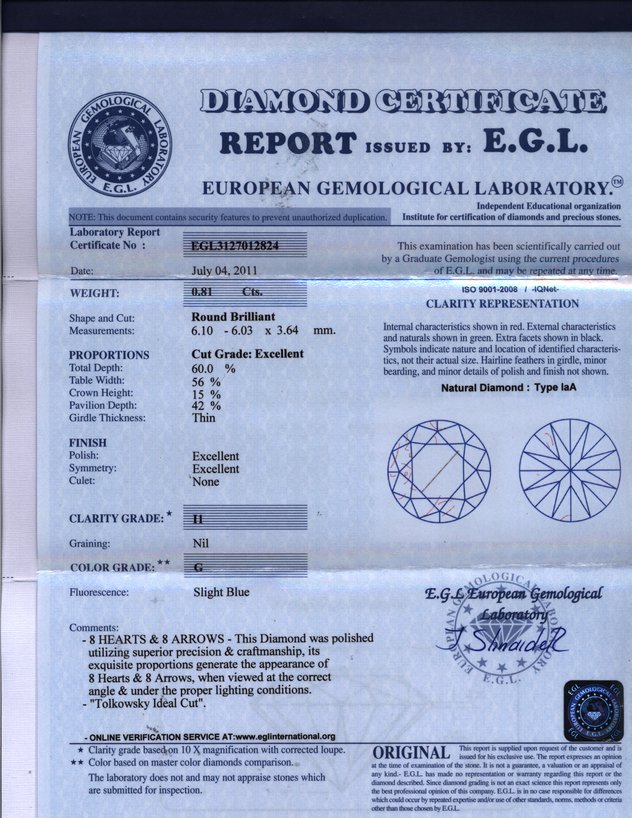 DIAMOND CERTIFICATE
REPORT ISSUED BY: E.G.L.
EUROPEAN GEMOLOGICAL LABORATORY.™
EUROPEAN GEMOLOGICAL LABORATORY
E.G.L.
Independent Educational organization
NOTE: This document contains security features to prevent unauthorized duplication.
Institute for certification of diamonds and precious stones.
Laboratory Report
Certificate No : EGL3127012824
Date: July 04, 2011
WEIGHT: 0.81 Cts.
Shape and Cut: Round Brilliant
Measurements: 6.10 - 6.03 x 3.64 mm.
PROPORTIONS Cut Grade: Excellent
Total Depth: 60.0 %
Table Width: 56 %
Crown Height: 15 %
Pavilion Depth: 42 %
Girdle Thickness: Thin
FINISH
Polish: Excellent
Symmetry: Excellent
Culet: None
CLARITY GRADE: * I1
Graining: Nil
COLOR GRADE: ** G
Fluorescence: Slight Blue
Comments:
- 8 HEARTS & 8 ARROWS - This Diamond was polished
utilizing superior precision & craftmanship, its
exquisite proportions generate the appearance of
8 Hearts & 8 Arrows, when viewed at the correct
angle & under the proper lighting conditions.
- "Tolkowsky Ideal Cut".
- ONLINE VERIFICATION SERVICE AT:www.eglinternational.org
* Clarity grade based on 10 X magnification with corrected loupe.
** Color based on master color diamonds comparison.
The laboratory does not and may not appraise stones which
are submitted for inspection.
This examination has been scientifically carried out
by a Graduate Gemologist using the current procedures
of E.G.L. and may be repeated at any time.
ISO 9001-2008 / -IQNet-
CLARITY REPRESENTATION
Internal characteristics shown in red. External characteristics
and naturals shown in green. Extra facets shown in black.
Symbols indicate nature and location of identified characteris-
tics, not their actual size. Hairline feathers in girdle, minor
bearding, and minor details of polish and finish not shown.
Natural Diamond : Type IaA
E.G.L European Gemological
Laboratory
EUROPEAN GEMOLOGICAL LABORATORY
E.G.L.
EGL
ORIGINAL This report is supplied upon request of the customer and is
issued for his exclusive use. The report expresses an opinion
at the time of examination of the stone. It is not a guarantee, a valuation or an appraisal of
any kind.- E.G.L. has made no representation or warranty regarding this report or the
diamond described. Since diamond grading is not an exact science this report represents only
the best professional opinion of this company. E.G.L. is in no case responsible for differences
which could occur by repeated expertise and/or use of other standards, norms, methods or criteria
other than those chosen by E.G.L.